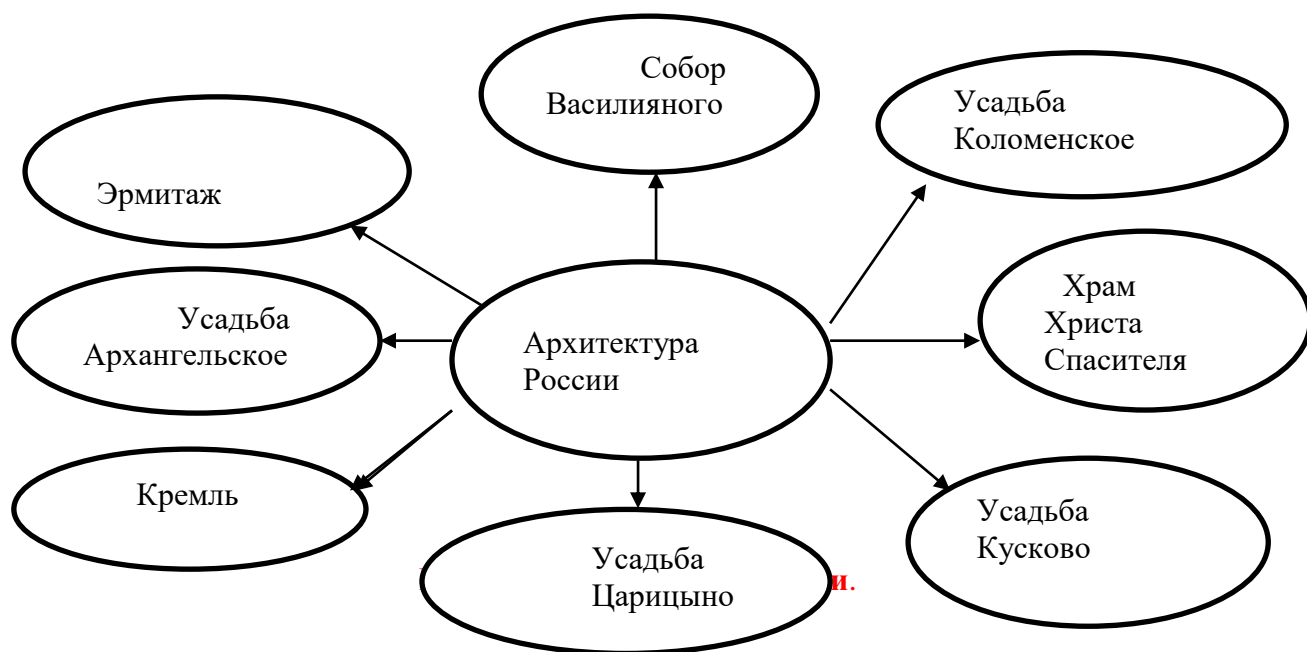 Собор
Василияного
Усадьба
Коломенское
Эрмитаж
Храм
Христа
Спасителя
Усадьба
Архангельское
Архитектура
России
Кремль
Усадьба
Кусково
Усадьба
Царицыно
и.